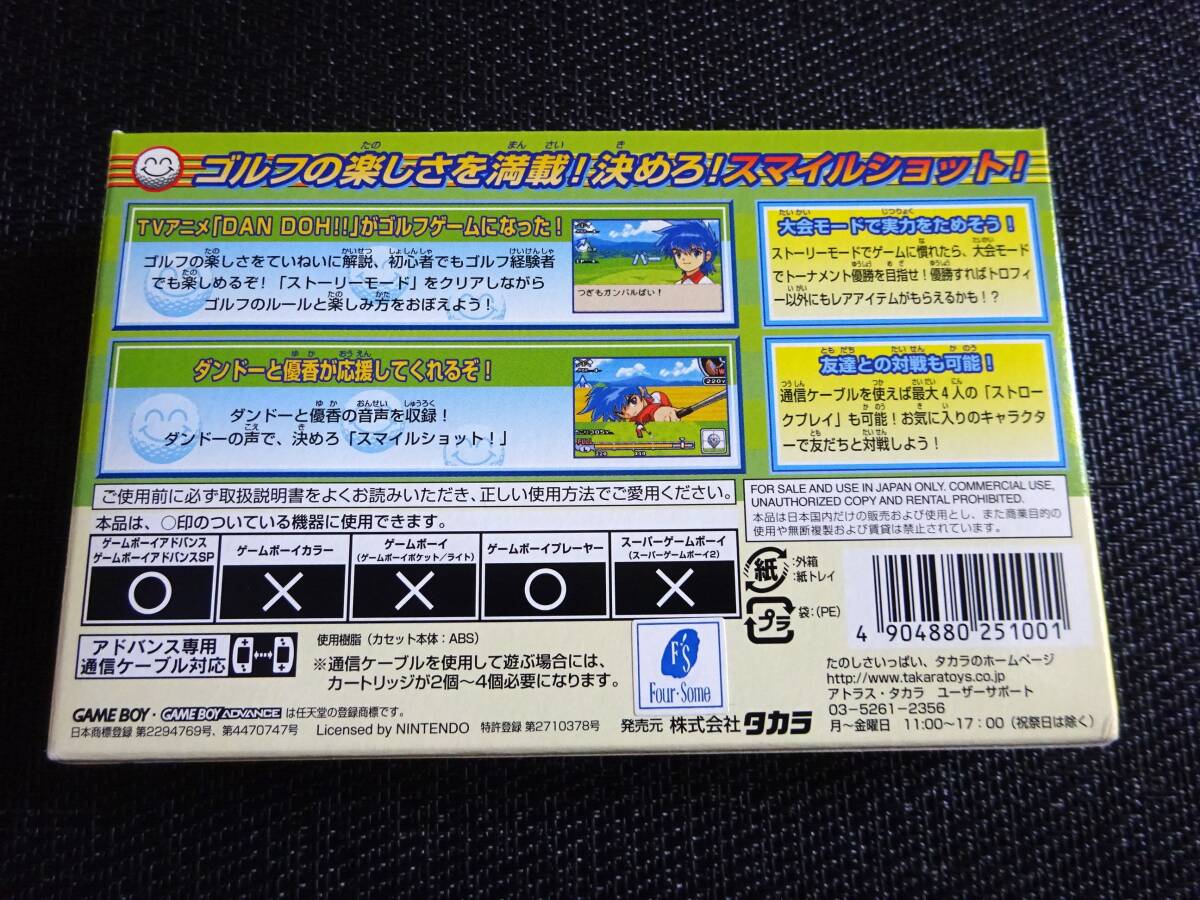 ゴルフの楽しさを満載!決めろ!スマイルショット!
TVアニメ「DAN DOH!!」がゴルフゲームになった!
ゴルフの楽しさをていねいに解説、初心者でもゴルフ経験者
でも楽しめるぞ!「ストーリーモード」をクリアしながら
ゴルフのルールと楽しみ方をおぼえよう!
パー
つぎもガンバルばい!
大会モードで実力をためそう!
ストーリーモードでゲームに慣れたら、大会モード
でトーナメント優勝を目指せ!優勝すればトロフィ
ー以外にもレアアイテムがもらえるかも!?
ダンドーと優香が応援してくれるぞ!
ダンドーと優香の音声を収録!
ダンドーの声で、決めろ「スマイルショット!」
1W
220Y
友達との対戦も可能!
通信ケーブルを使えば最大4人の「ストロー
クプレイ」も可能!お気に入りのキャラクタ
ーで友だちと対戦しよう!
ご使用前に必ず取扱説明書をよくお読みいただき、正しい使用方法でご愛用ください。
本品は、○印のついている機器に使用できます。
ゲームボーイアドバンス
ゲームボーイアドバンスSP
ゲームボーイカラー
ゲームボーイ
(ゲームボーイポケット/ライト)
ゲームボーイプレーヤー
スーパーゲームボーイ
(スーパーゲームボーイ2)
○ × × ○ ×
FOR SALE AND USE IN JAPAN ONLY. COMMERCIAL USE,
UNAUTHORIZED COPY AND RENTAL PROHIBITED.
本品は日本国内だけの販売および使用とし、また商業目的の
使用や無断複製および賃貸は禁止されています。
紙
:外箱
:紙トレイ
プラ
袋:(PE)
4 904880 251001
アドバンス専用
通信ケーブル対応
使用樹脂(カセット本体:ABS)
※通信ケーブルを使用して遊ぶ場合には、
カートリッジが2個~4個必要になります。
F's
Four・Some
たのしさいっぱい、タカラのホームページ
http://www.takaratoys.co.jp
アトラス・タカラ ユーザーサポート
03-5261-2356
月~金曜日 11:00~17:00(祝祭日は除く)
GAME BOY・GAME BOY ADVANCE は任天堂の登録商標です。
日本商標登録 第2294769号、第4470747号 Licensed by NINTENDO 特許登録 第2710378号
発売元 株式会社タカラ